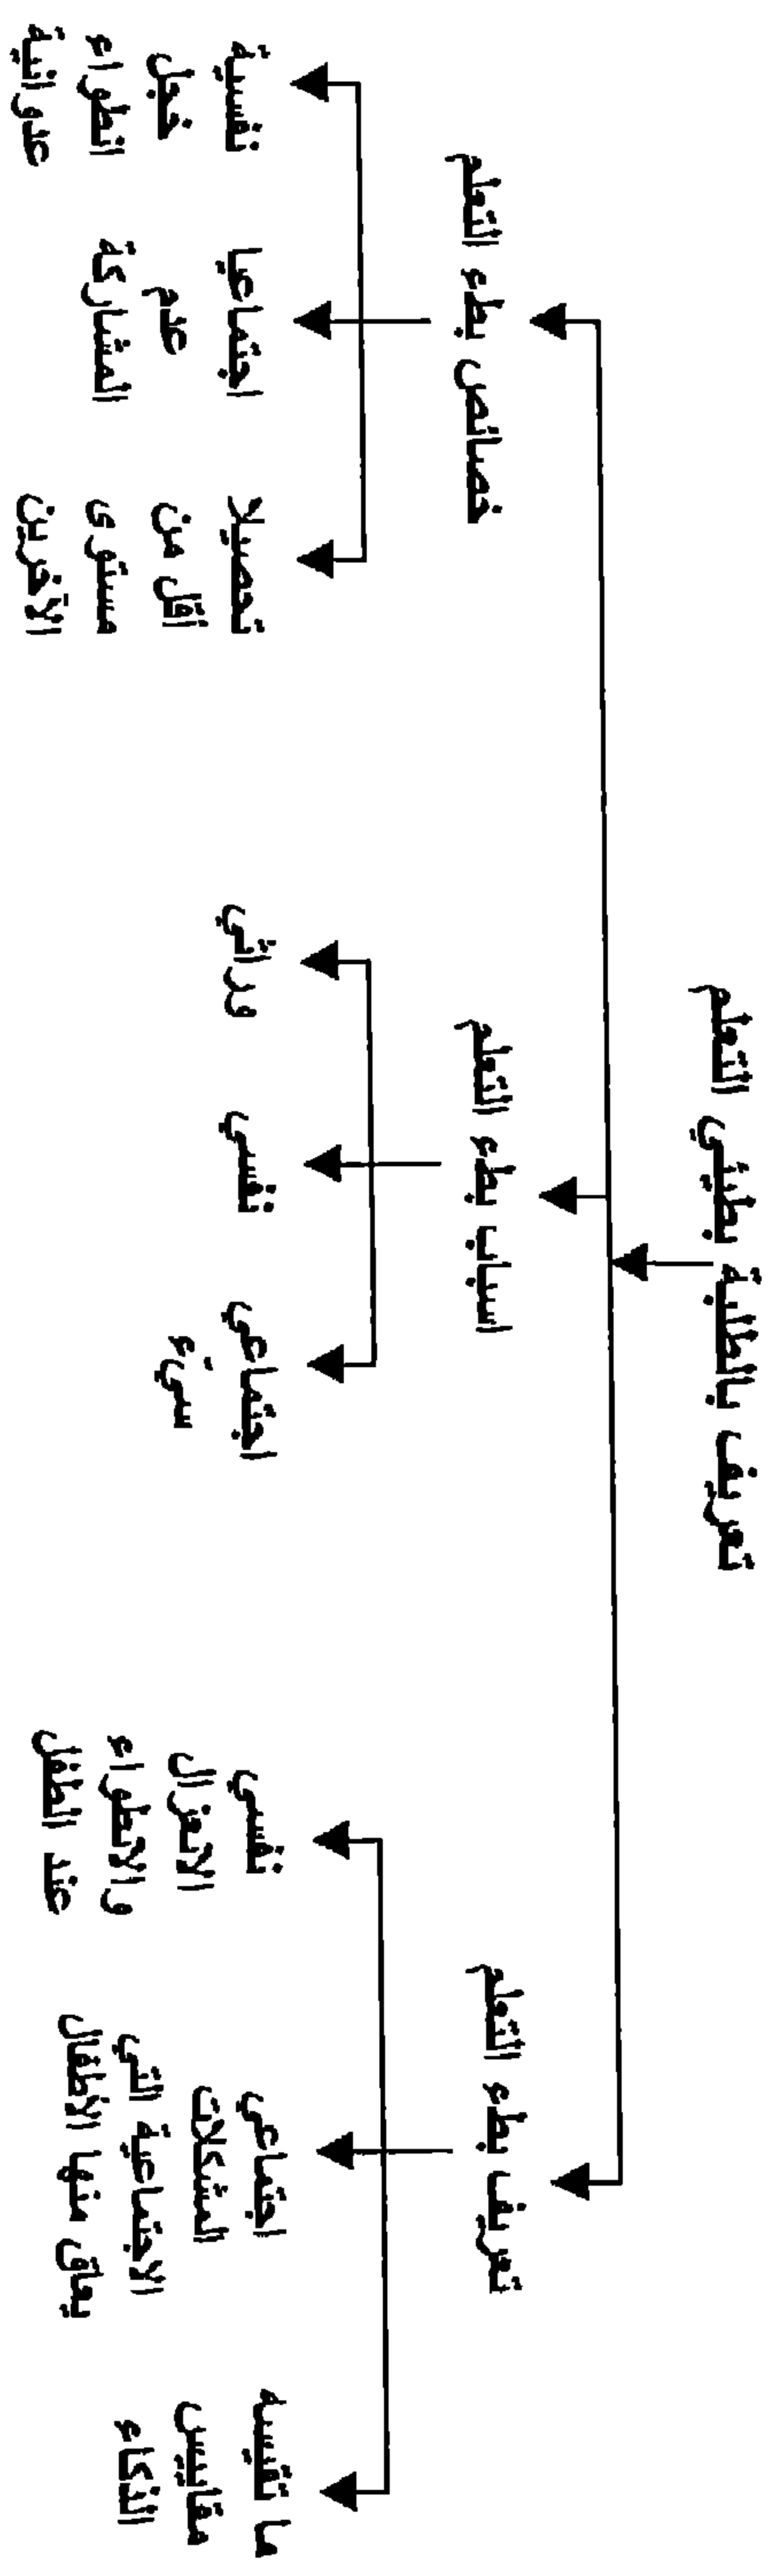 تعريف بالطلبة بطيئي التعلم
تعريف بطء التعلم
ما تقيسه
مقاييس
الذكاء
اجتماعي
المشكلات
الاجتماعية التي
يعاق منها الأطفال
نفسي
الانعزال
والانطواء
عند الطفل
اسباب بطء التعلم
اجتماعي
سيء
نفسي
وراثي
خصائص بطء التعلم
تحصيلا
أقل من
مستوى
الآخرين
اجتماعيا
عدم
المشاركة
نفسية
خجل
انطواء
عدوانية